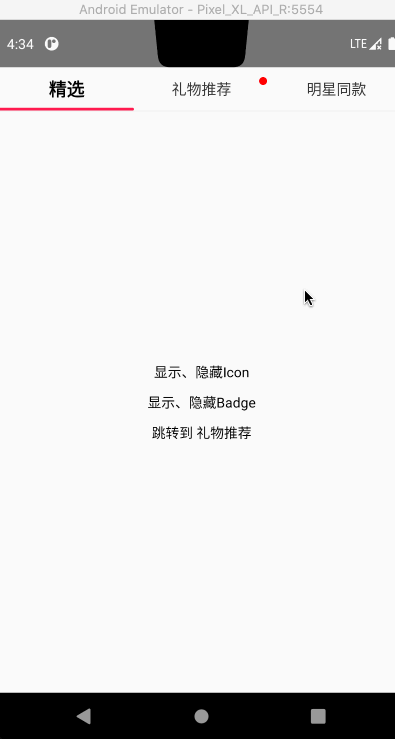 Android Emulator - Pixel_XL_API_R:5554
4:34 LTE
精选 礼物推荐 明星同款
显示、隐藏Icon
显示、隐藏Badge
跳转到 礼物推荐